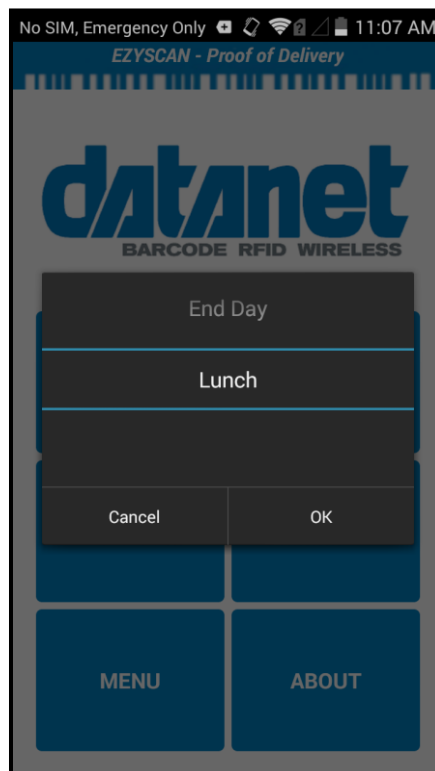 No SIM, Emergency Only 11:07 AM
EZYSCAN - Proof of Delivery
datanet
BARCODE RFID WIRELESS
End Day
Lunch
Cancel OK
MENU ABOUT